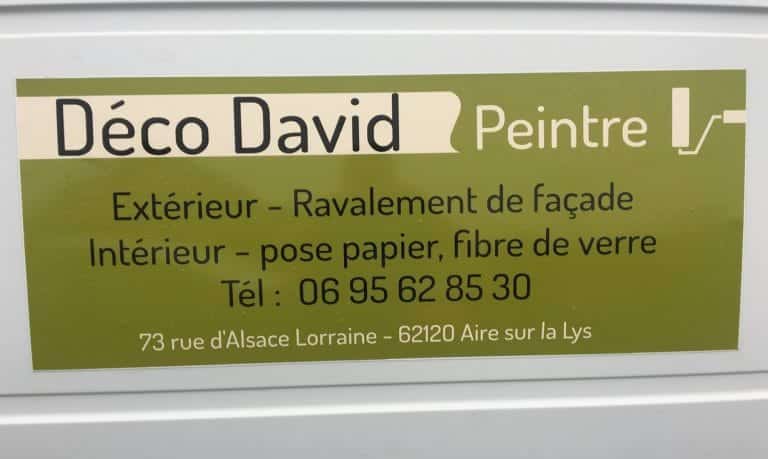 Déco David Peintre
Extérieur - Ravalement de façade
Intérieur - pose papier, fibre de verre
Tél : 06 95 62 85 30
73 rue d'Alsace Lorraine - 62120 Aire sur la Lys